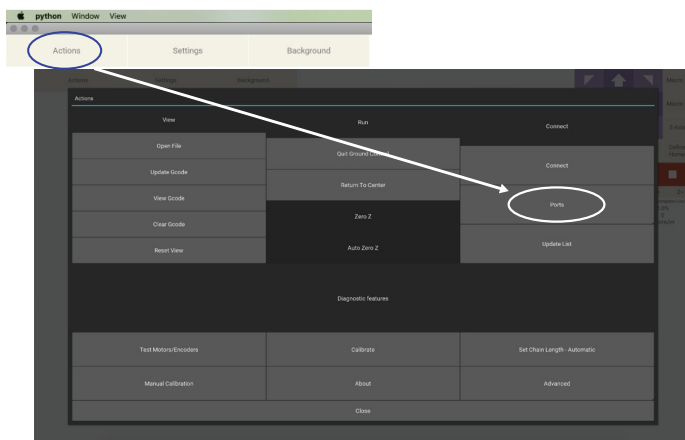 python Window View
Actions Settings Background
Actions Settings Background
Actions
View Run Connect
Open File
Quit Ground Control
Connect
Update Gcode
Return To Center
View Gcode
Ports
Zero Z
Clear Gcode
Update List
Auto Zero Z
Reset View
Diagnostic features
Test Motors/Encoders Calibrate Set Chain Length - Automatic
Manual Calibration About Advanced
Close
Macro
Macro